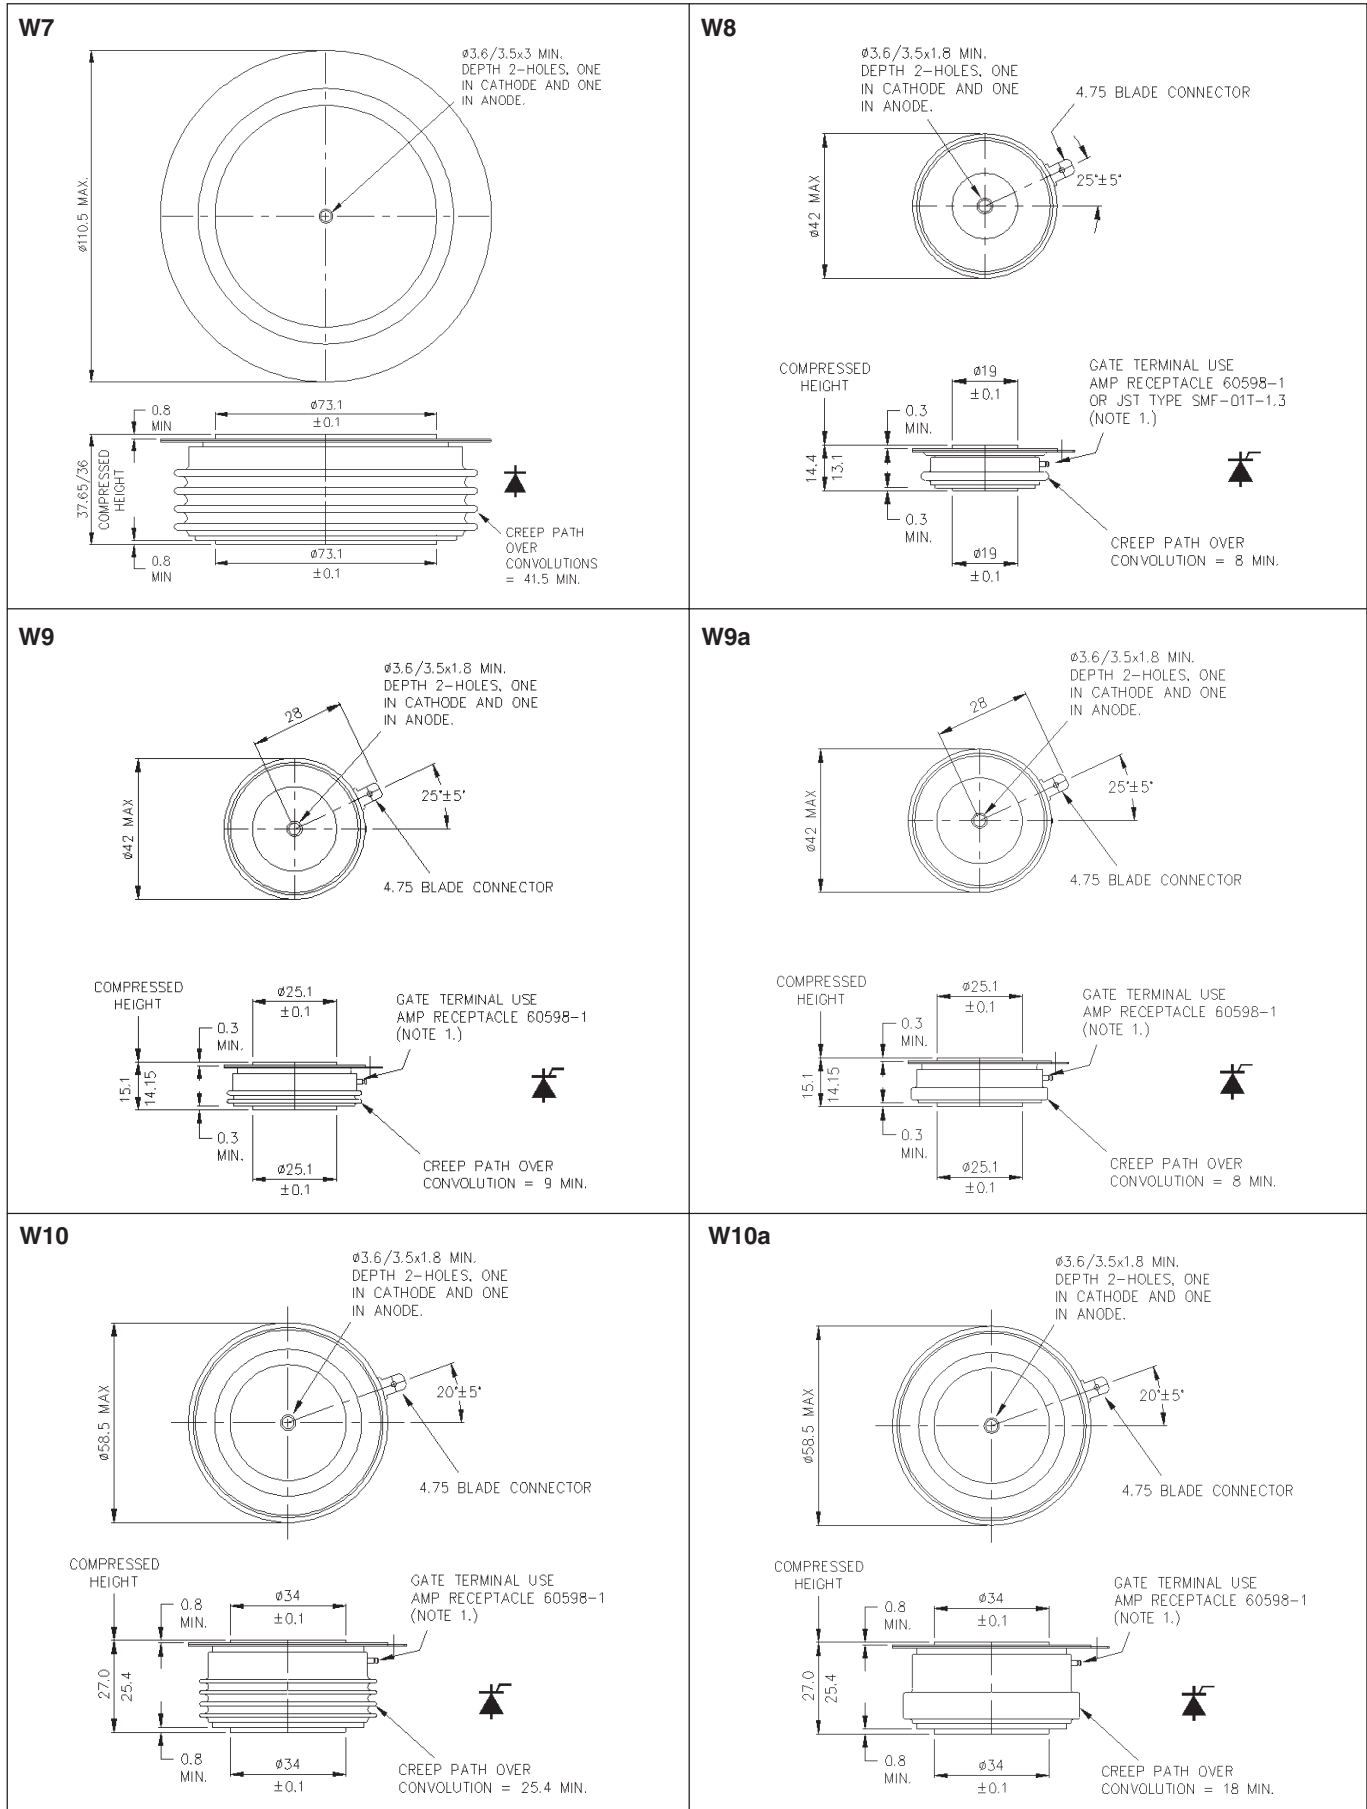 W7
ø3.6/3.5x3 MIN.
DEPTH 2-HOLES, ONE
IN CATHODE AND ONE
IN ANODE.
ø110.5 MAX.
0.8
MIN
ø73.1
±0.1
37.65/36
COMPRESSED
HEIGHT
CREEP PATH
OVER
CONVOLUTIONS
= 41.5 MIN.
0.8
MIN
ø73.1
±0.1
W8
ø3.6/3.5x1.8 MIN.
DEPTH 2-HOLES, ONE
IN CATHODE AND ONE
IN ANODE.
4.75 BLADE CONNECTOR
25°±5°
ø42 MAX
COMPRESSED
HEIGHT
ø19
±0.1
0.3
MIN.
GATE TERMINAL USE
AMP RECEPTACLE 60598-1
OR JST TYPE SMF-01T-1.3
(NOTE 1.)
14.4
13.1
0.3
MIN.
ø19
±0.1
CREEP PATH OVER
CONVOLUTION = 8 MIN.
W9
ø3.6/3.5x1.8 MIN.
DEPTH 2-HOLES, ONE
IN CATHODE AND ONE
IN ANODE.
28
25°±5°
ø42 MAX
4.75 BLADE CONNECTOR
COMPRESSED
HEIGHT
ø25.1
±0.1
0.3
MIN.
GATE TERMINAL USE
AMP RECEPTACLE 60598-1
(NOTE 1.)
15.1
14.15
0.3
MIN.
ø25.1
±0.1
CREEP PATH OVER
CONVOLUTION = 9 MIN.
W9a
ø3.6/3.5x1.8 MIN.
DEPTH 2-HOLES, ONE
IN CATHODE AND ONE
IN ANODE.
28
25°±5°
ø42 MAX
4.75 BLADE CONNECTOR
COMPRESSED
HEIGHT
ø25.1
±0.1
0.3
MIN.
GATE TERMINAL USE
AMP RECEPTACLE 60598-1
(NOTE 1.)
15.1
14.15
0.3
MIN.
ø25.1
±0.1
CREEP PATH OVER
CONVOLUTION = 8 MIN.
W10
ø3.6/3.5x1.8 MIN.
DEPTH 2-HOLES, ONE
IN CATHODE AND ONE
IN ANODE.
20°±5°
ø58.5 MAX
4.75 BLADE CONNECTOR
COMPRESSED
HEIGHT
0.8
MIN.
ø34
±0.1
GATE TERMINAL USE
AMP RECEPTACLE 60598-1
(NOTE 1.)
27.0
25.4
0.8
MIN.
ø34
±0.1
CREEP PATH OVER
CONVOLUTION = 25.4 MIN.
W10a
ø3.6/3.5x1.8 MIN.
DEPTH 2-HOLES, ONE
IN CATHODE AND ONE
IN ANODE.
20°±5°
ø58.5 MAX
4.75 BLADE CONNECTOR
COMPRESSED
HEIGHT
0.8
MIN.
ø34
±0.1
GATE TERMINAL USE
AMP RECEPTACLE 60598-1
(NOTE 1.)
27.0
25.4
0.8
MIN.
ø34
±0.1
CREEP PATH OVER
CONVOLUTION = 18 MIN.